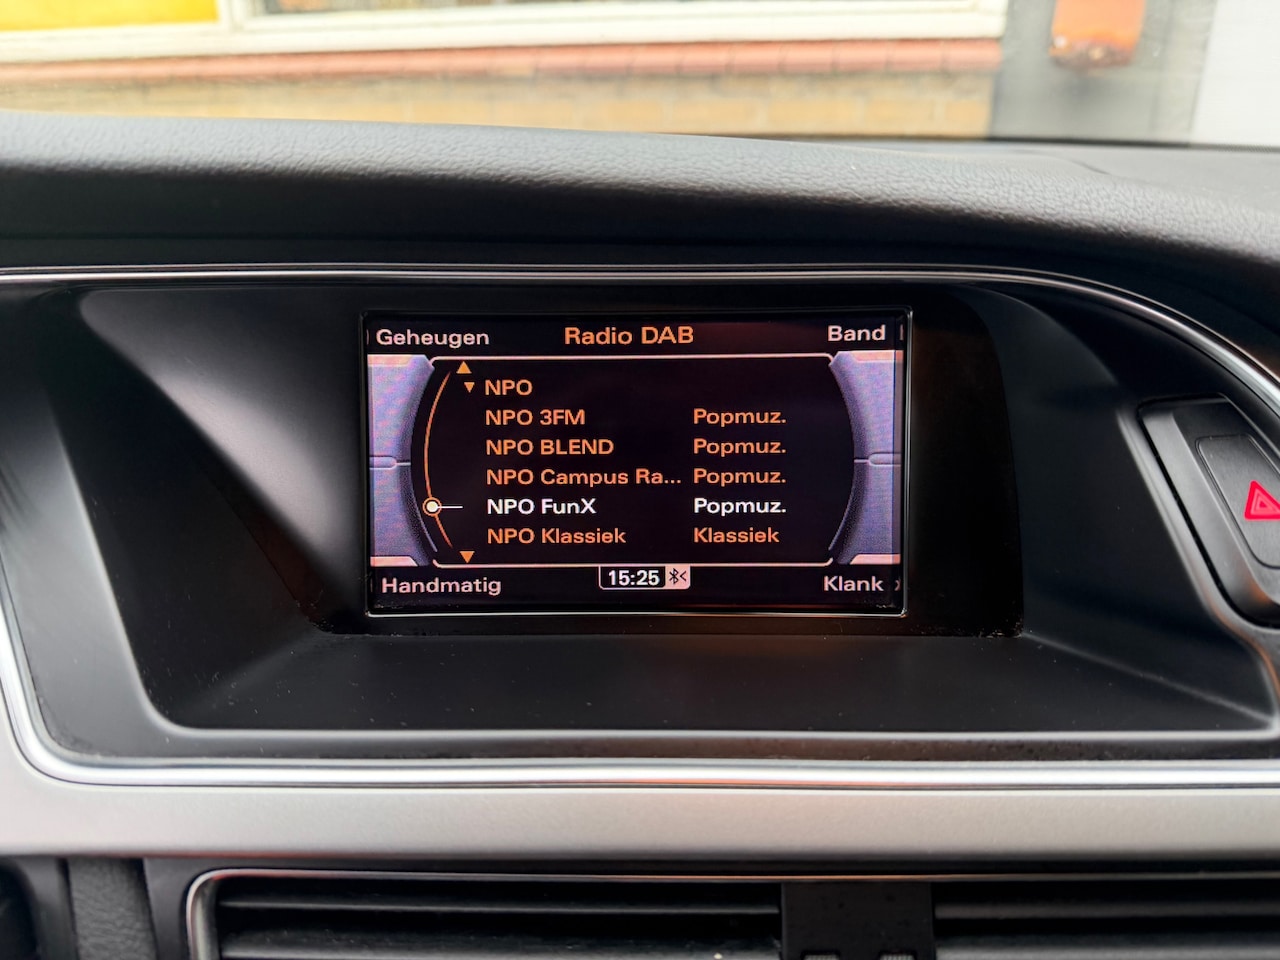 Geheugen Radio DAB Band
NPO
NPO 3FM Popmuz.
NPO BLEND Popmuz.
NPO Campus Ra... Popmuz.
NPO FunX Popmuz.
NPO Klassiek Klassiek
Handmatig 15:25 Klank